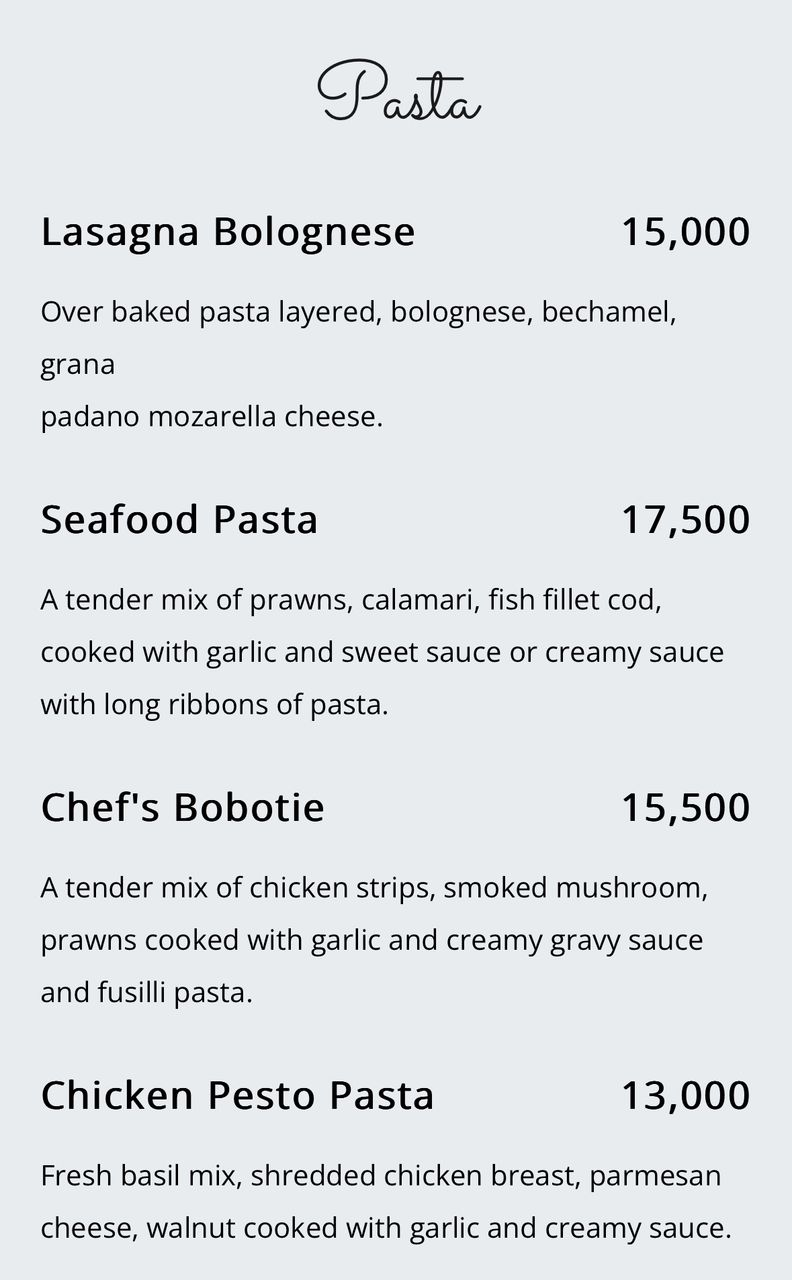 Pasta
Lasagna Bolognese 15,000
Over baked pasta layered, bolognese, bechamel,
grana
padano mozarella cheese.
Seafood Pasta 17,500
A tender mix of prawns, calamari, fish fillet cod,
cooked with garlic and sweet sauce or creamy sauce
with long ribbons of pasta.
Chef's Bobotie 15,500
A tender mix of chicken strips, smoked mushroom,
prawns cooked with garlic and creamy gravy sauce
and fusilli pasta.
Chicken Pesto Pasta 13,000
Fresh basil mix, shredded chicken breast, parmesan
cheese, walnut cooked with garlic and creamy sauce.